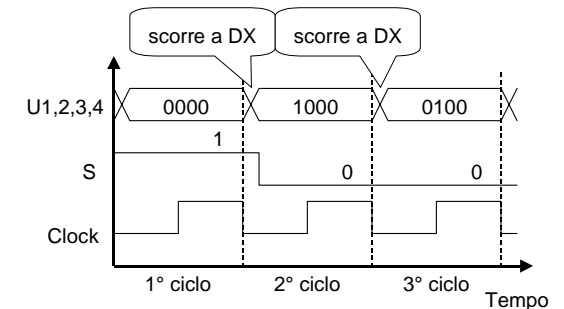 scorre a DX scorre a DX
U1,2,3,4 0000 1000 0100
1
S 0 0
Clock
1° ciclo 2° ciclo 3° ciclo
Tempo